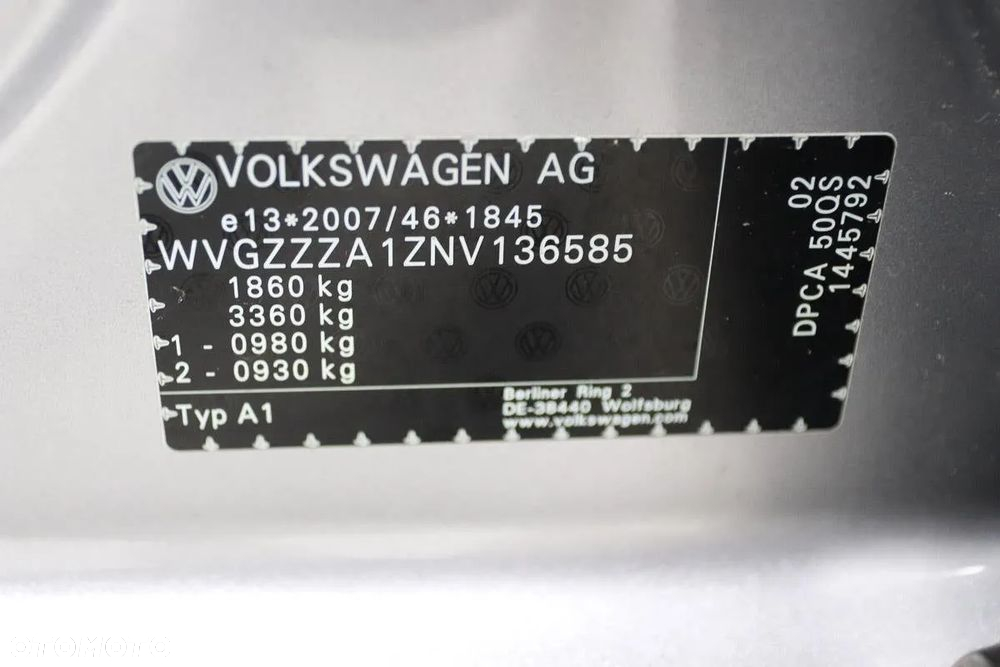 VOLKSWAGEN AG
e13*2007/46*1845
WVGZZZA1ZNV136585
1860 kg
3360 kg
1 - 0980 kg
2 - 0930 kg
Typ A1
Berliner Ring 2
DE-38440 Wolfsburg
www.volkswagen.com
02
DPCA 50QS
1445792
OTOMOTO